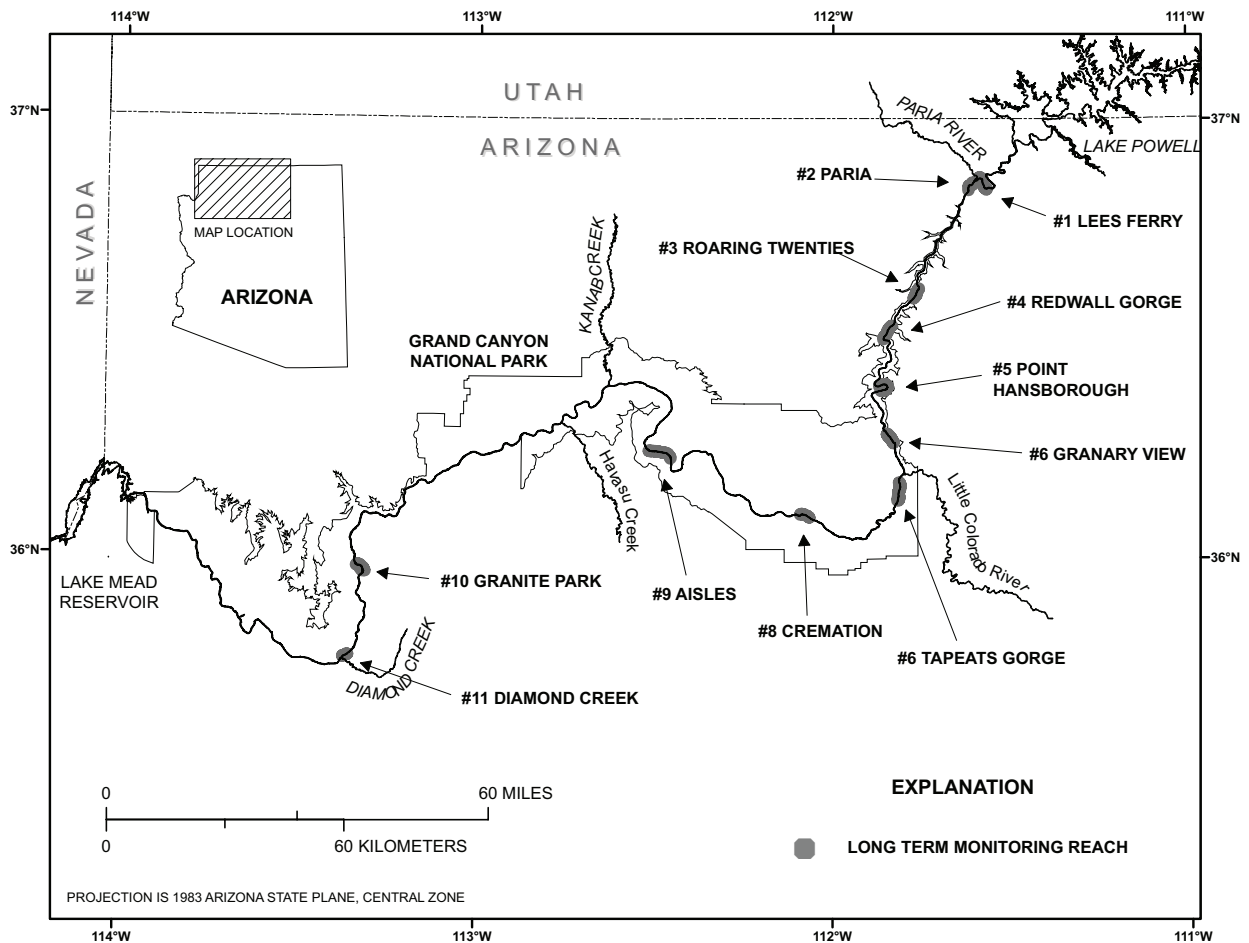 114°W
113°W
112°W
111°W
UTAH
37°N
37°N
PARIA RIVER
ARIZONA
LAKE POWELL
#2 PARIA
NEVADA
#1 LEES FERRY
MAP LOCATION
#3 ROARING TWENTIES
KANAB CREEK
ARIZONA
#4 REDWALL GORGE
GRAND CANYON
NATIONAL PARK
#5 POINT
HANSBOROUGH
#6 GRANARY VIEW
Havasu Creek
Little Colorado River
36°N
36°N
LAKE MEAD
RESERVOIR
#10 GRANITE PARK
#9 AISLES
#8 CREMATION
#6 TAPEATS GORGE
DIAMOND CREEK
#11 DIAMOND CREEK
0
60 MILES
EXPLANATION
0
60 KILOMETERS
LONG TERM MONITORING REACH
PROJECTION IS 1983 ARIZONA STATE PLANE, CENTRAL ZONE
114°W
113°W
112°W
111°W